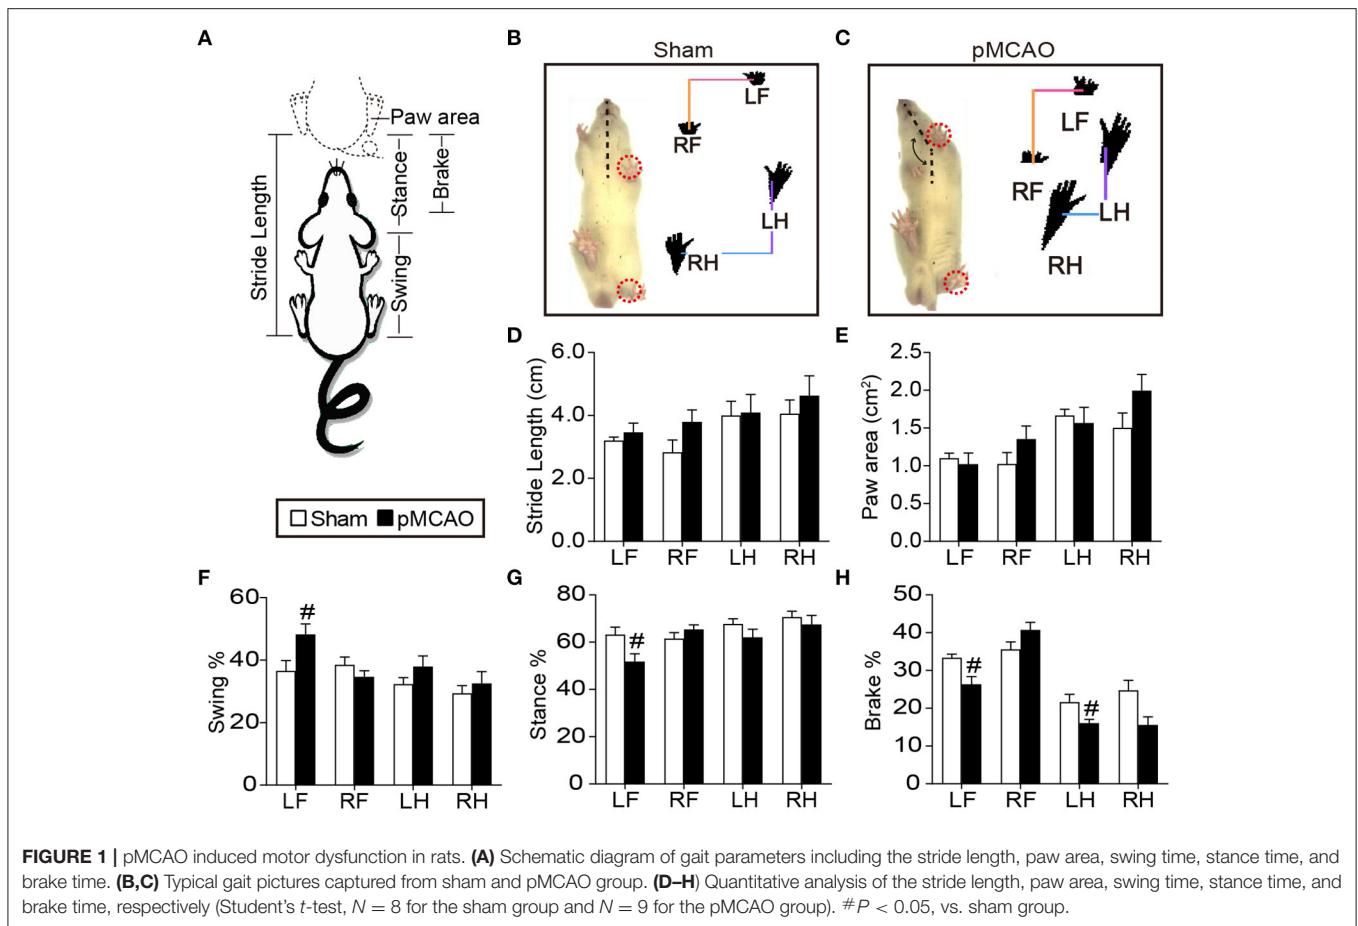 A
Paw area
Stride Length
Stance
Brake
Swing
Sham
pMCAO
B
Sham
LF
RF
LH
RH
C
pMCAO
LF
RF
LH
RH
D
Stride Length (cm)
6.0
4.0
2.0
0.0
LF RF LH RH
E
Paw area (cm²)
2.5
2.0
1.5
1.0
0.5
0.0
LF RF LH RH
F
Swing %
60
40
20
0
#
LF RF LH RH
G
Stance %
80
60
40
20
0
#
LF RF LH RH
H
Brake %
50
40
30
20
10
0
#
#
LF RF LH RH
FIGURE 1 | pMCAO induced motor dysfunction in rats. (A) Schematic diagram of gait parameters including the stride length, paw area, swing time, stance time, and
brake time. (B,C) Typical gait pictures captured from sham and pMCAO group. (D–H) Quantitative analysis of the stride length, paw area, swing time, stance time, and
brake time, respectively (Student's t-test, N = 8 for the sham group and N = 9 for the pMCAO group). #P < 0.05, vs. sham group.